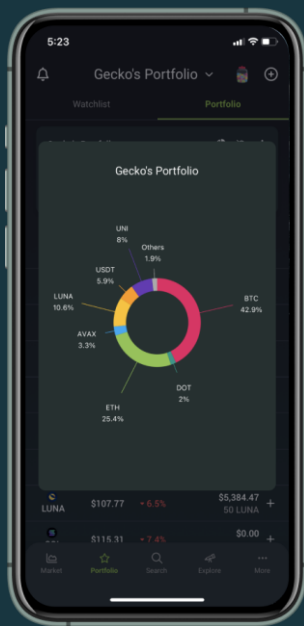 5:23
Gecko's Portfolio
Watchlist
Portfolio
Gecko's Portfolio
UNI
8%
Others
1.9%
USDT
5.9%
LUNA
10.6%
BTC
42.9%
AVAX
3.3%
DOT
2%
ETH
25.4%
LUNA $107.77 6.5% $5,384.47
50 LUNA
$116.31 7.4% $0.00
Market
Portfolio
Search
Explore
More